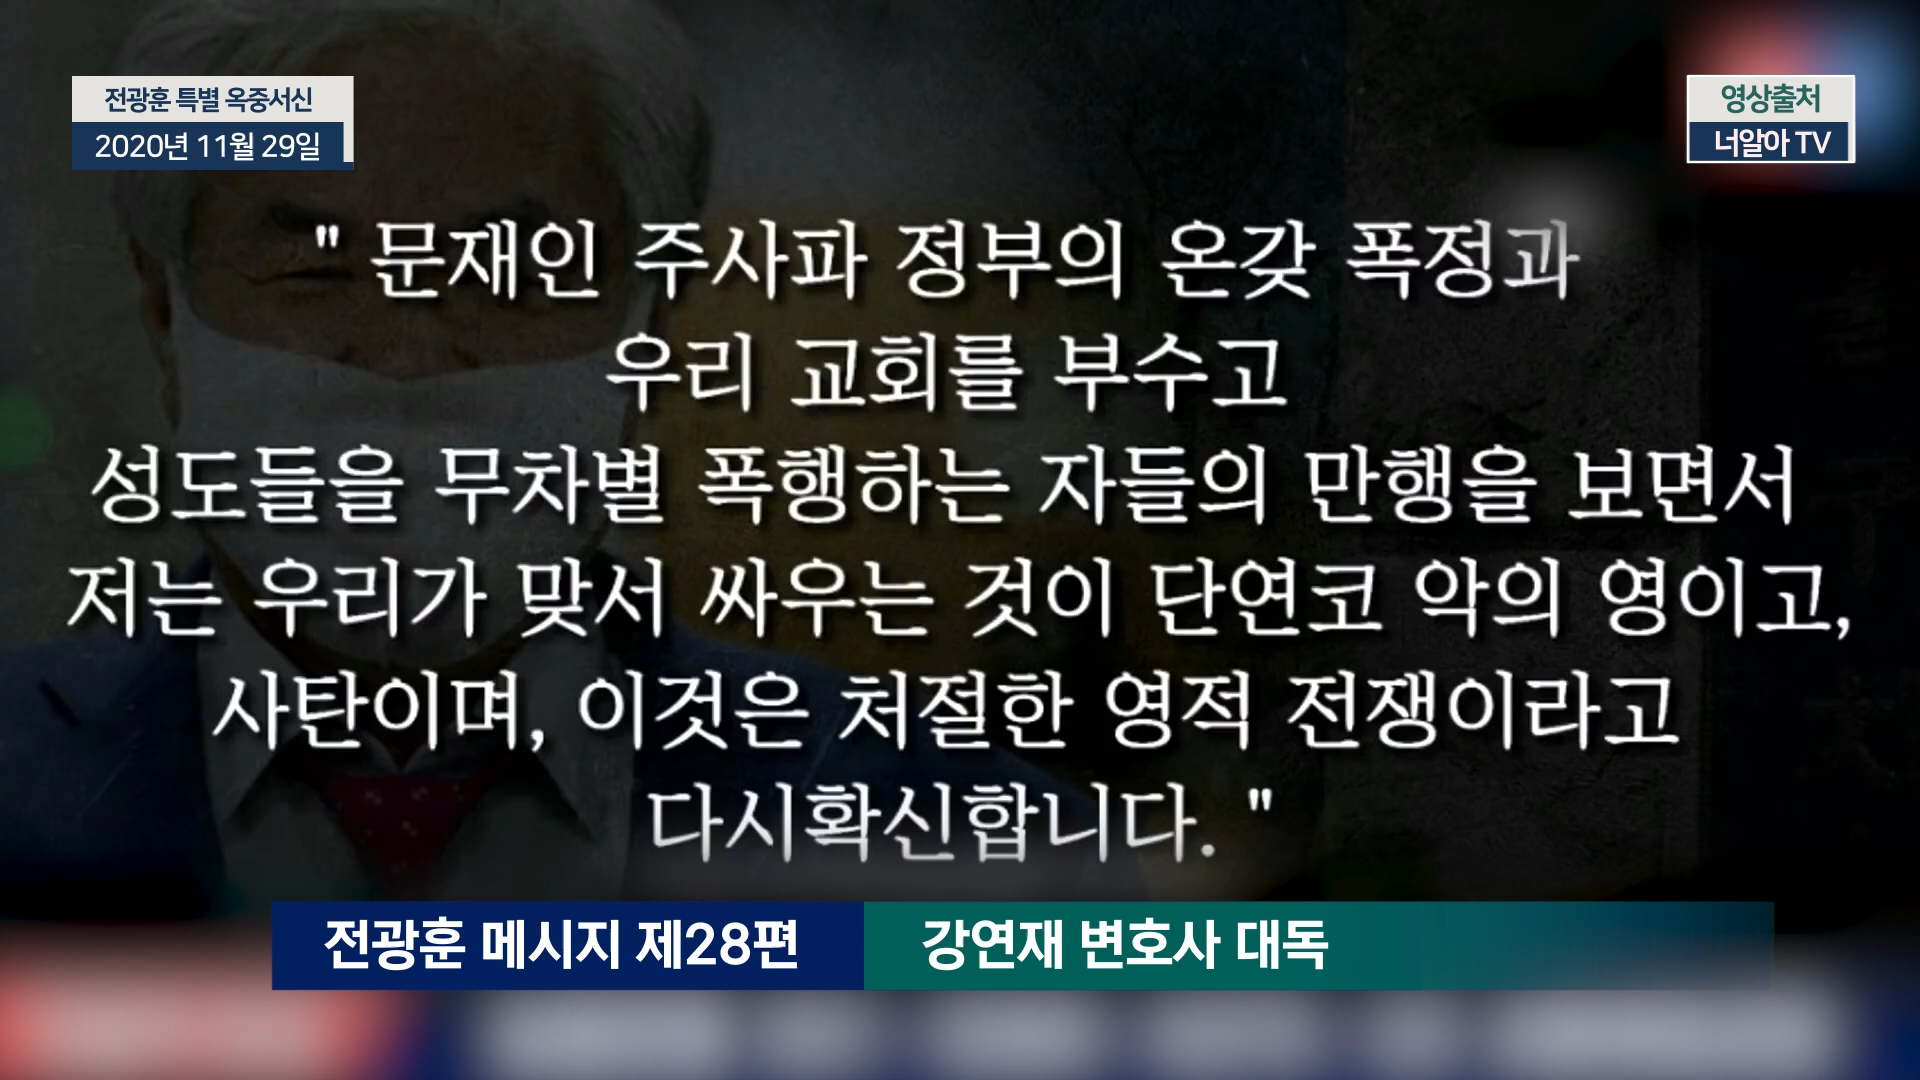 전광훈 특별 옥중서신
2020년 11월 29일
영상출처
너알아 TV
" 문재인 주사파 정부의 온갖 폭정과
우리 교회를 부수고
성도들을 무차별 폭행하는 자들의 만행을 보면서
저는 우리가 맞서 싸우는 것이 단연코 악의 영이고,
사탄이며, 이것은 처절한 영적 전쟁이라고
다시확신합니다. "
전광훈 메시지 제28편
강연재 변호사 대독